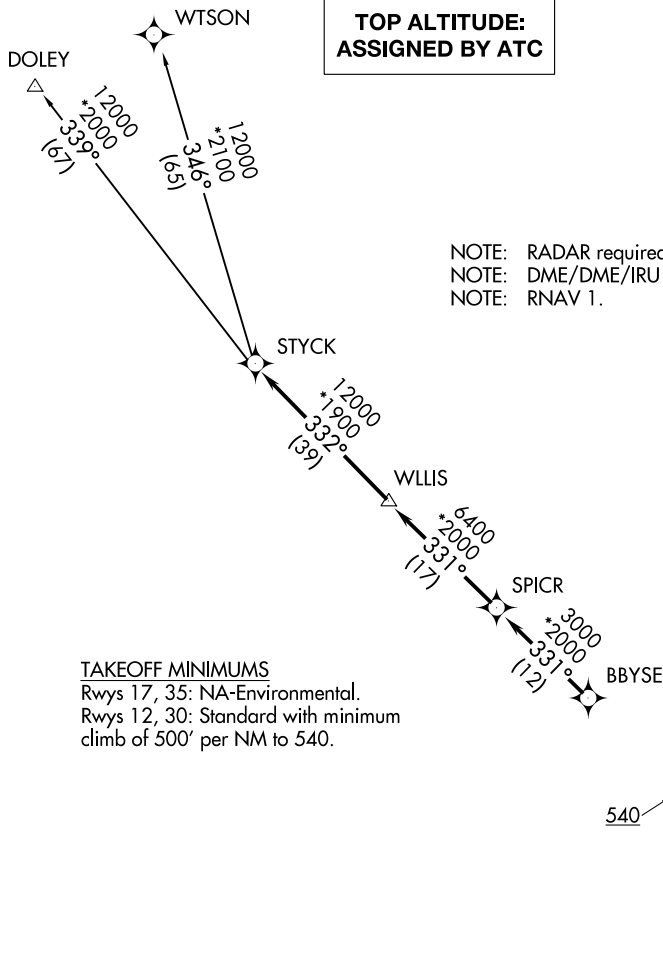 WTSON
TOP ALTITUDE:
ASSIGNED BY ATC
DOLEY
12000
*2000
339°
(67)
12000
*2100
346°
(65)
NOTE: RADAR required
NOTE: DME/DME/IRU
NOTE: RNAV 1.
STYCK
12000
*1900
332°
(39)
WLLIS
6400
*2000
331°
(17)
SPICR
3000
*2000
331°
(12)
BBYSE
TAKEOFF MINIMUMS
Rwys 17, 35: NA-Environmental.
Rwys 12, 30: Standard with minimum
climb of 500' per NM to 540.
540